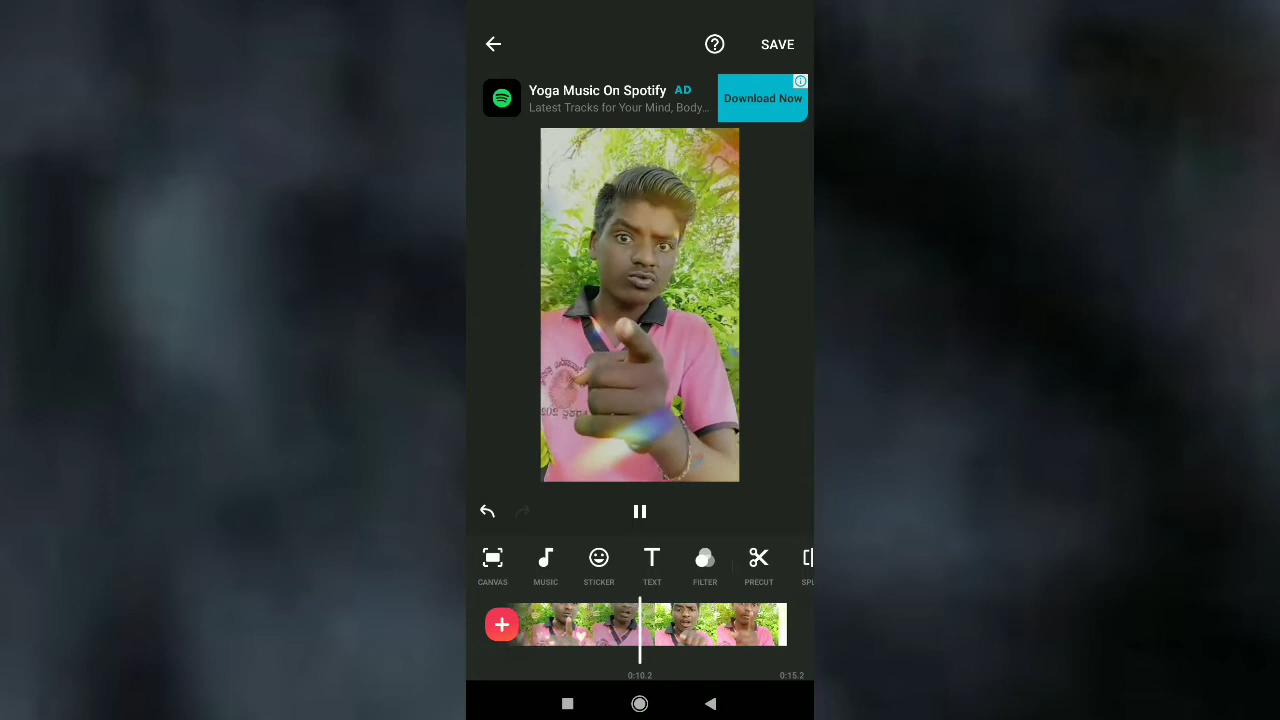 SAVE
Yoga Music On Spotify AD
Latest Tracks for Your Mind, Body...
Download Now
CANVAS
MUSIC
STICKER
TEXT
FILTER
PRECUT
SPL
0:10.2
0:15.2